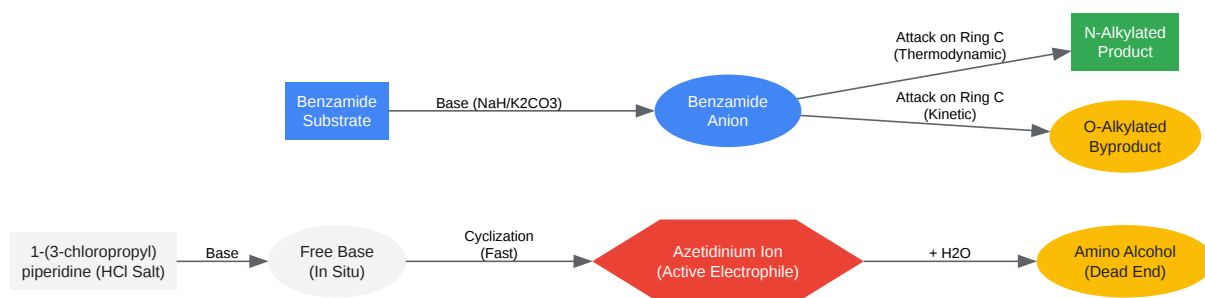 Benzamide
Substrate
Base (NaH/K2CO3)
Benzamide
Anion
Attack on Ring C
(Thermodynamic)
N-Alkylated
Product
Attack on Ring C
(Kinetic)
O-Alkylated
Byproduct
1-(3-chloropropyl)
piperidine (HCl Salt)
Base
Free Base
(In Situ)
Cyclization
(Fast)
Azetidinium Ion
(Active Electrophile)
+ H2O
Amino Alcohol
(Dead End)